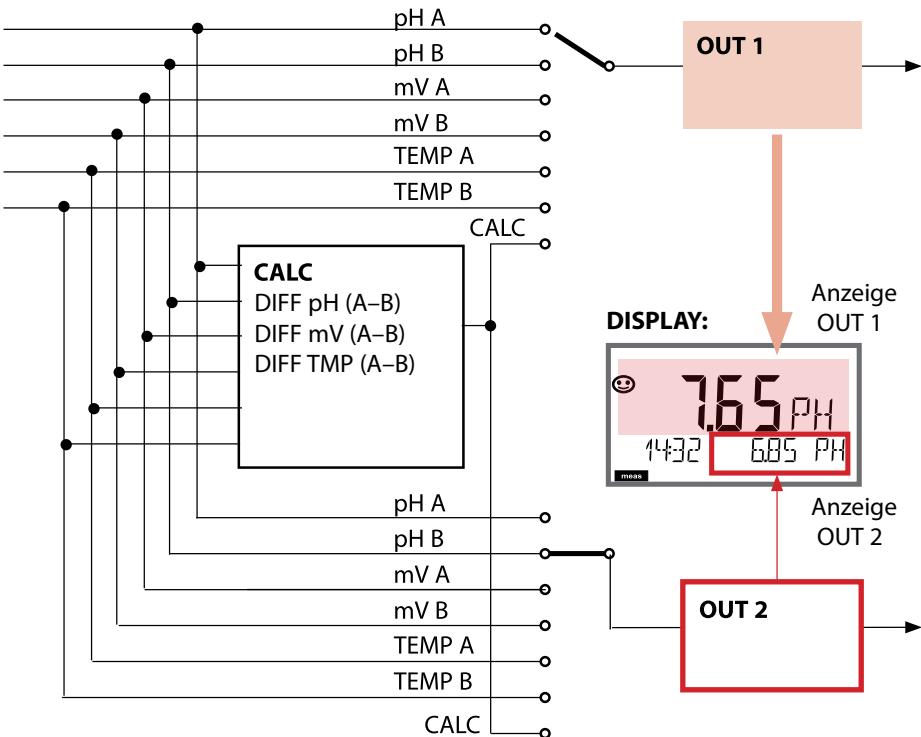 pH A
OUT 1
pH B
mV A
mV B
TEMP A
TEMP B
CALC
CALC
DIFF pH (A–B)
DIFF mV (A–B)
DIFF TMP (A–B)
Anzeige
OUT 1
DISPLAY:
7.65 PH
14:32 6.85 PH
meas
Anzeige
OUT 2
pH A
pH B
mV A
mV B
OUT 2
TEMP A
TEMP B
CALC